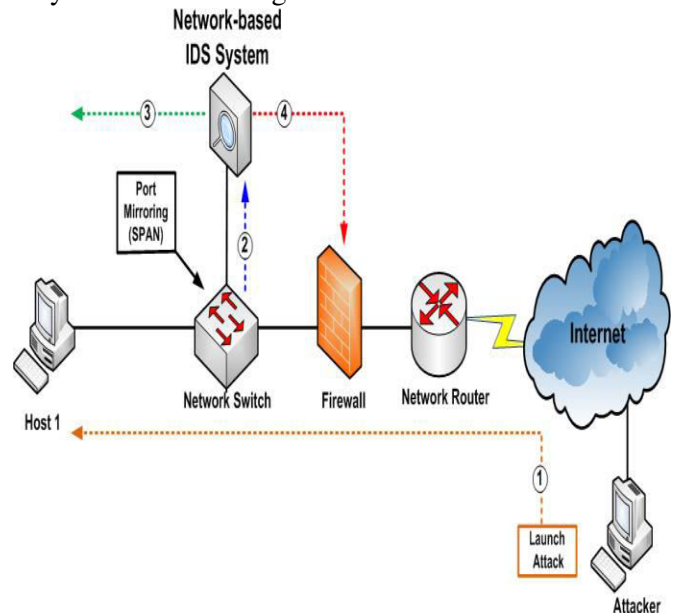 Network-based
IDS System
3
4
Port
Mirroring
(SPAN)
2
Internet
Host 1
Network Switch
Firewall
Network Router
1
Launch
Attack
Attacker